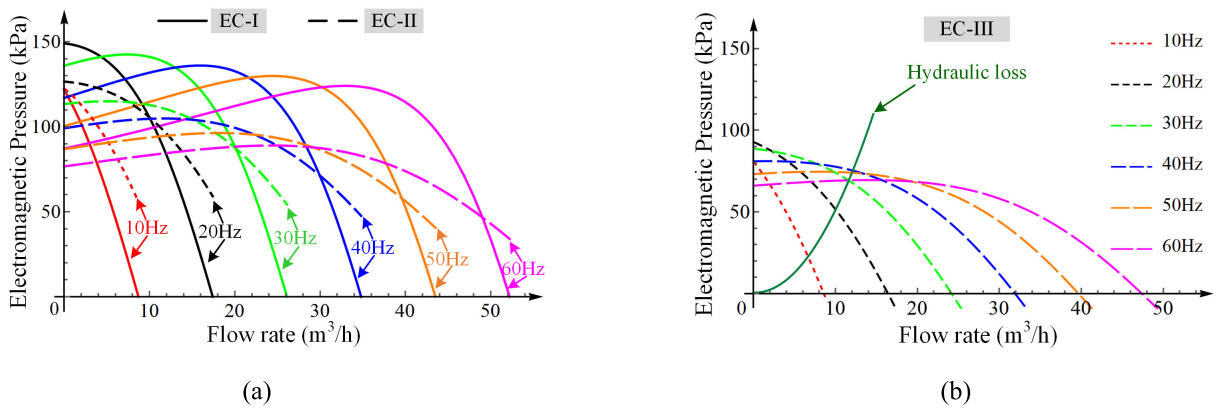 EC-I
EC-II
Electromagnetic Pressure (kPa)
150
100
50
0
10
20
30
40
50
Flow rate (m³/h)
10Hz
20Hz
30Hz
40Hz
50Hz
60Hz
(a)
EC-III
Electromagnetic Pressure (kPa)
150
100
50
0
10
20
30
40
50
Flow rate (m³/h)
Hydraulic loss
10Hz
20Hz
30Hz
40Hz
50Hz
60Hz
(b)